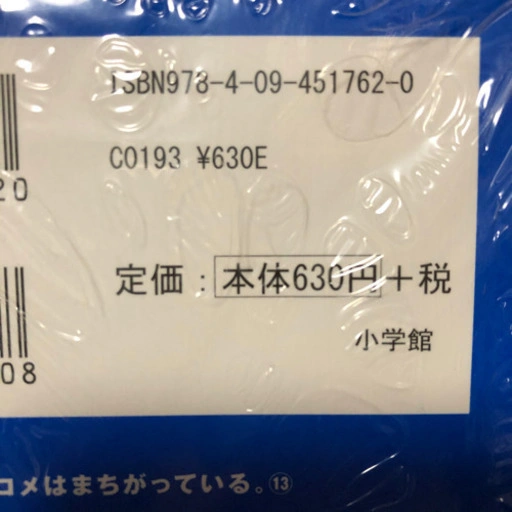 ISBN978-4-09-451762-0
C0193 ¥630E
20
定価：本体630円＋税
小学館
08
コメはまちがっている。⑬